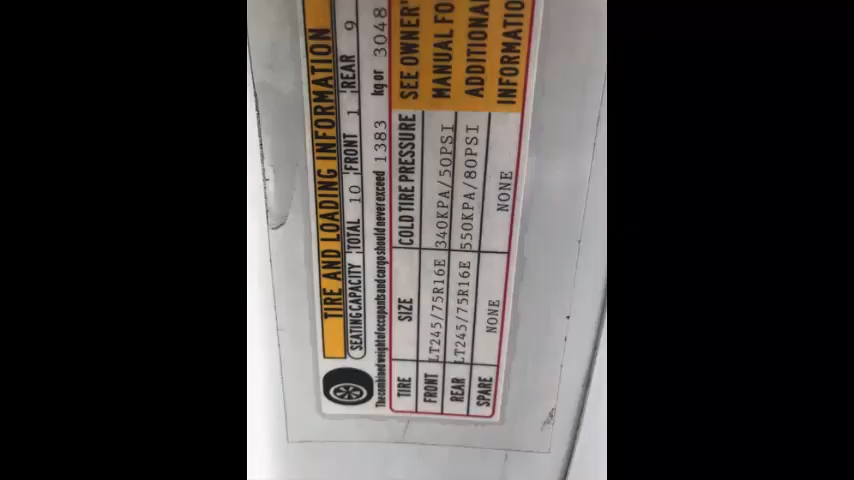 TIRE AND LOADING INFORMATION
SEATING CAPACITY TOTAL 10 FRONT 1 REAR 9
The combined weight of occupants and cargo should never exceed 1383 kg or 3048
TIRE SIZE COLD TIRE PRESSURE SEE OWNER'
FRONT LT245/75R16E 340KPA/50PSI MANUAL FO
REAR LT245/75R16E 550KPA/80PSI ADDITIONA
SPARE NONE NONE INFORMATIO